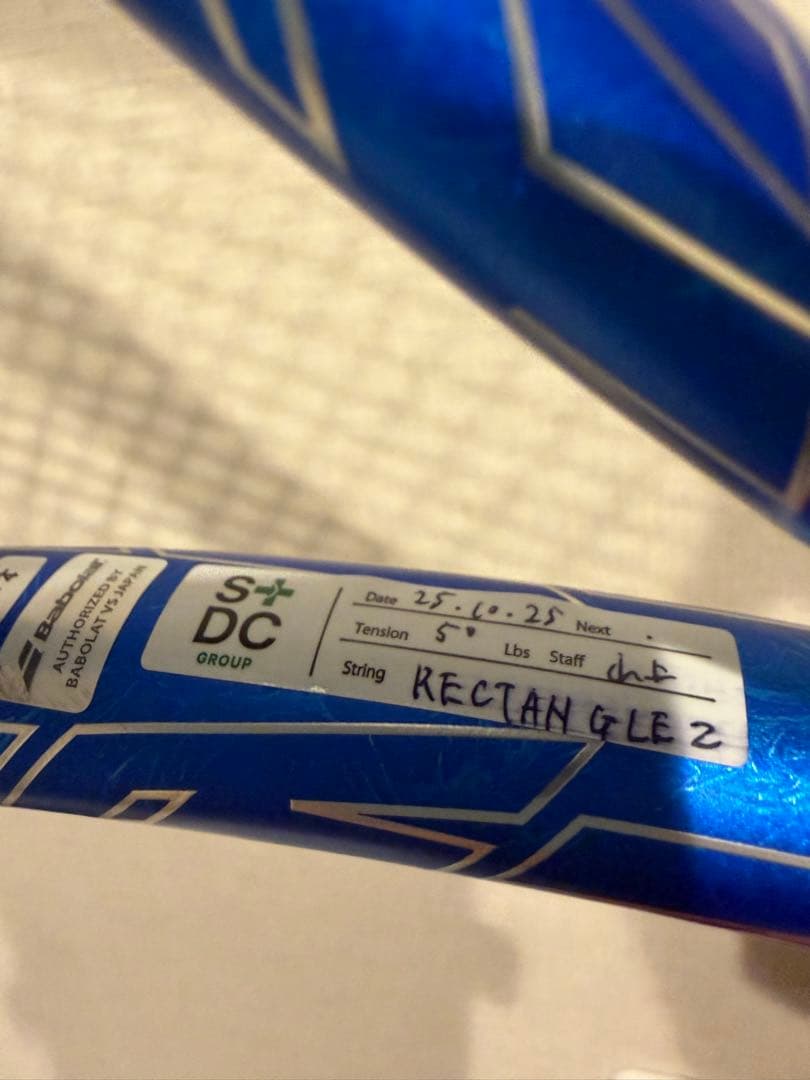 Babolat
AUTHORIZED BY
BABOLAT VS JAPAN
S+
DC
GROUP
Date 25.10.25 Next
Tension 50 Lbs Staff
String RECTANGLE 2